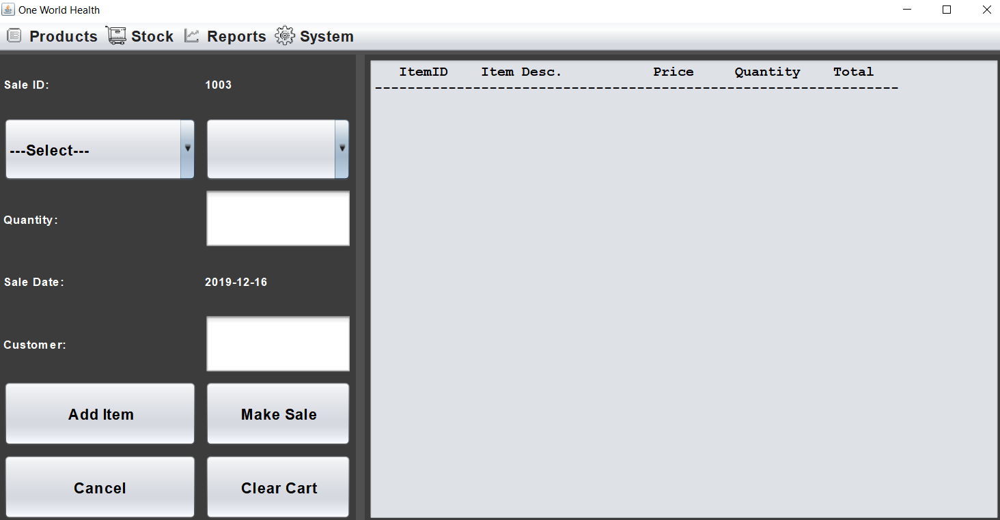 One World Health
Products Stock Reports System
Sale ID: 1003
---Select---
Quantity:
Sale Date: 2019-12-16
Customer:
Add Item Make Sale
Cancel Clear Cart
ItemID Item Desc. Price Quantity Total
----------------------------------------------------------------